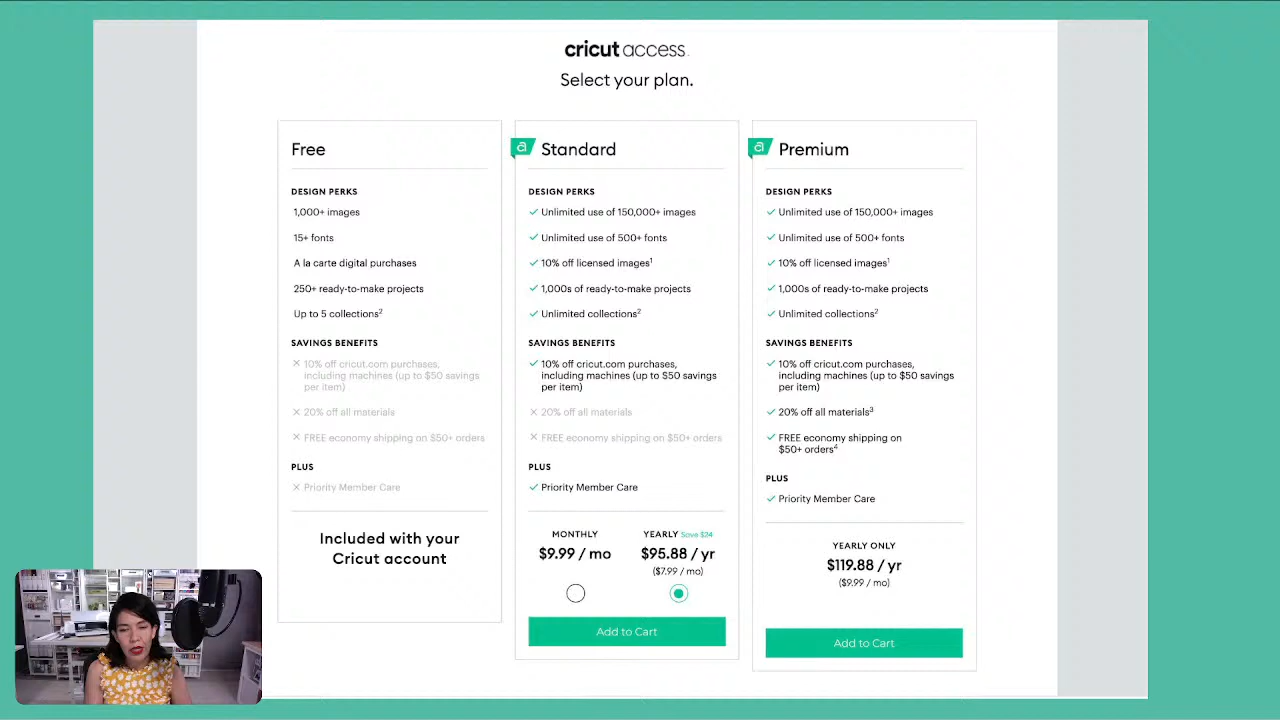 cricut access
Select your plan.
Free
DESIGN PERKS
1,000+ images
15+ fonts
A la carte digital purchases
250+ ready-to-make projects
Up to 5 collections2
SAVINGS BENEFITS
10% off cricut.com purchases,
including machines (up to $50 savings
per item)
20% off all materials
FREE economy shipping on $50+ orders
PLUS
Priority Member Care
Included with your
Cricut account
a
Standard
DESIGN PERKS
Unlimited use of 150,000+ images
Unlimited use of 500+ fonts
10% off licensed images1
1,000s of ready-to-make projects
Unlimited collections2
SAVINGS BENEFITS
10% off cricut.com purchases,
including machines (up to $50 savings
per item)
20% off all materials
FREE economy shipping on $50+ orders
PLUS
Priority Member Care
MONTHLY
$9.99 / mo
YEARLY Save $24
$95.88 / yr
($7.99 / mo)
Add to Cart
a
Premium
DESIGN PERKS
Unlimited use of 150,000+ images
Unlimited use of 500+ fonts
10% off licensed images1
1,000s of ready-to-make projects
Unlimited collections2
SAVINGS BENEFITS
10% off cricut.com purchases,
including machines (up to $50 savings
per item)
20% off all materials3
FREE economy shipping on
$50+ orders4
PLUS
Priority Member Care
YEARLY ONLY
$119.88 / yr
($9.99 / mo)
Add to Cart